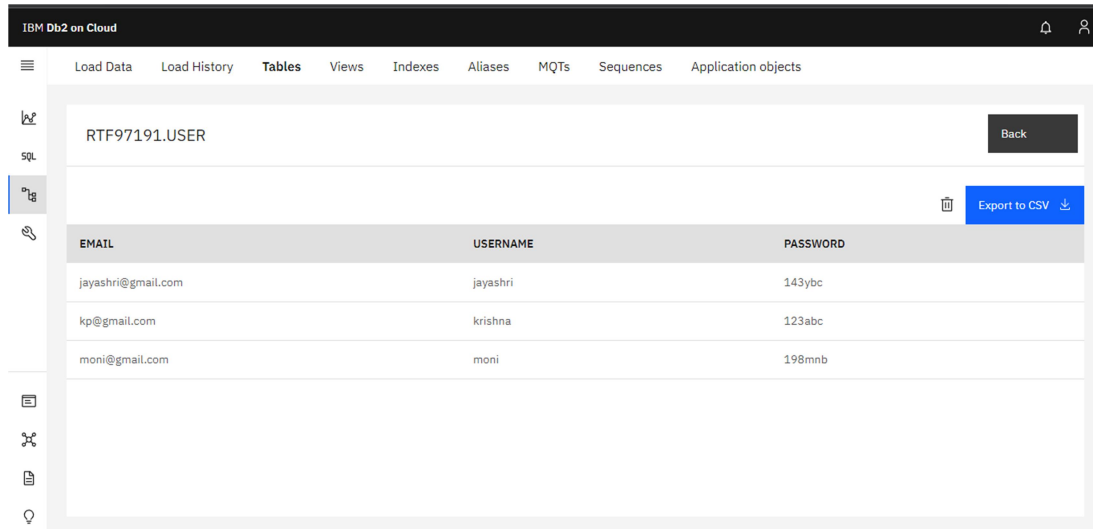 IBM Db2 on Cloud
Load Data Load History Tables Views Indexes Aliases MQTs Sequences Application objects
RTF97191.USER
Back
SQL
Export to CSV
EMAIL USERNAME PASSWORD
jayashri@gmail.com jayashri 143ybc
kp@gmail.com krishna 123abc
moni@gmail.com moni 198mnb